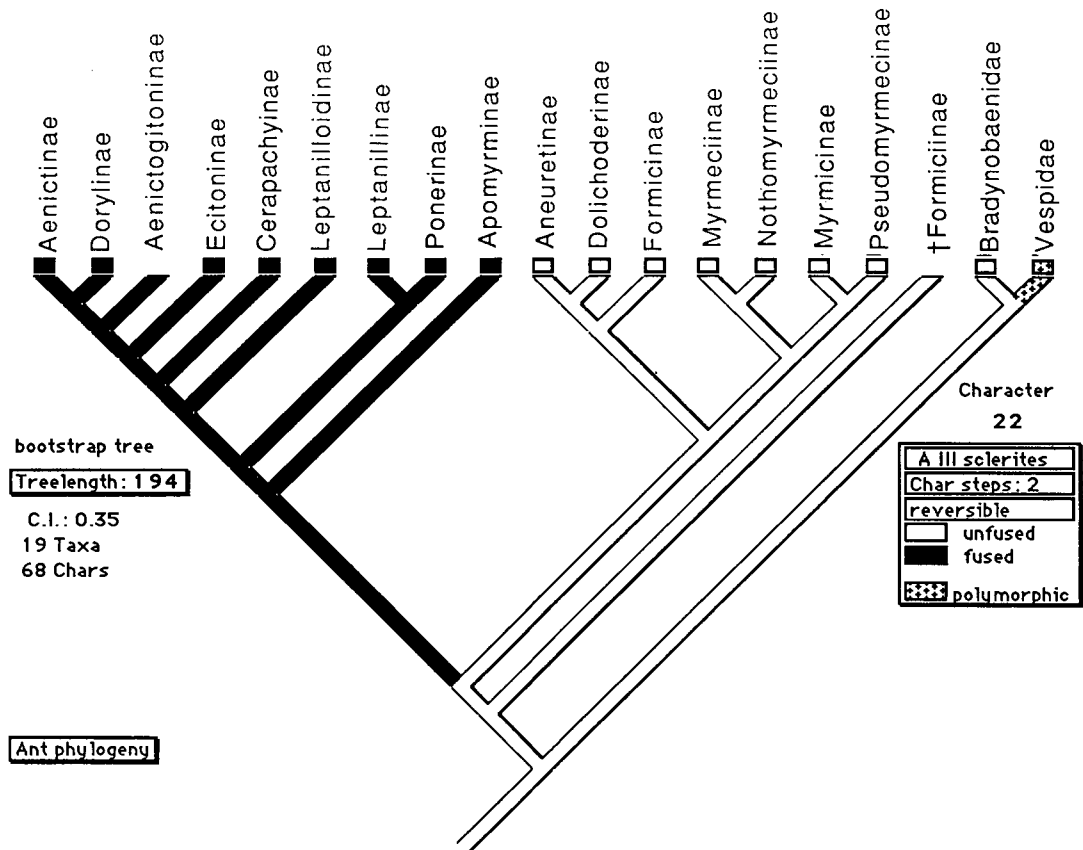 Aenictinae
Dorylinae
Aenictogitoninae
Ecitoninae
Cerapachyinae
Leptanilloidinae
Leptanillinae
Ponerinae
Apomyrminae
Aneuretinae
Dolichoderinae
Formicinae
Myrmeciinae
Nothomyrmeciinae
Myrmicinae
Pseudomyrmecinae
†Formiciinae
Bradynobaenidae
Vespidae
bootstrap tree
Treelength: 194
C.I.: 0.35
19 Taxa
68 Chars
Ant phylogeny
Character
22
A III sclerites
Char steps: 2
reversible
unfused
fused
polymorphic